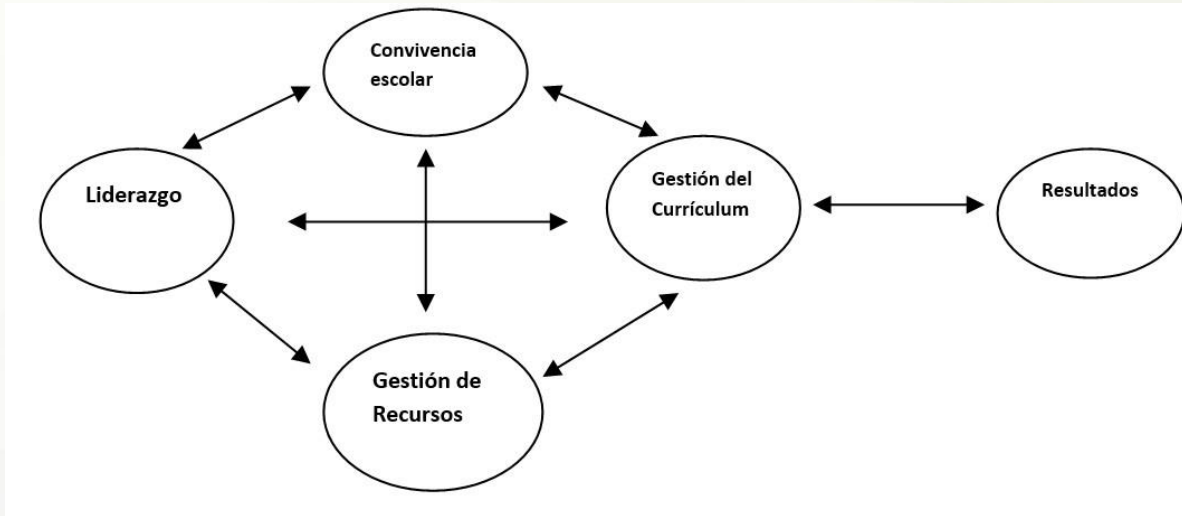 Convivencia
escolar
Liderazgo
Gestión del
Currículum
Resultados
Gestión de
Recursos